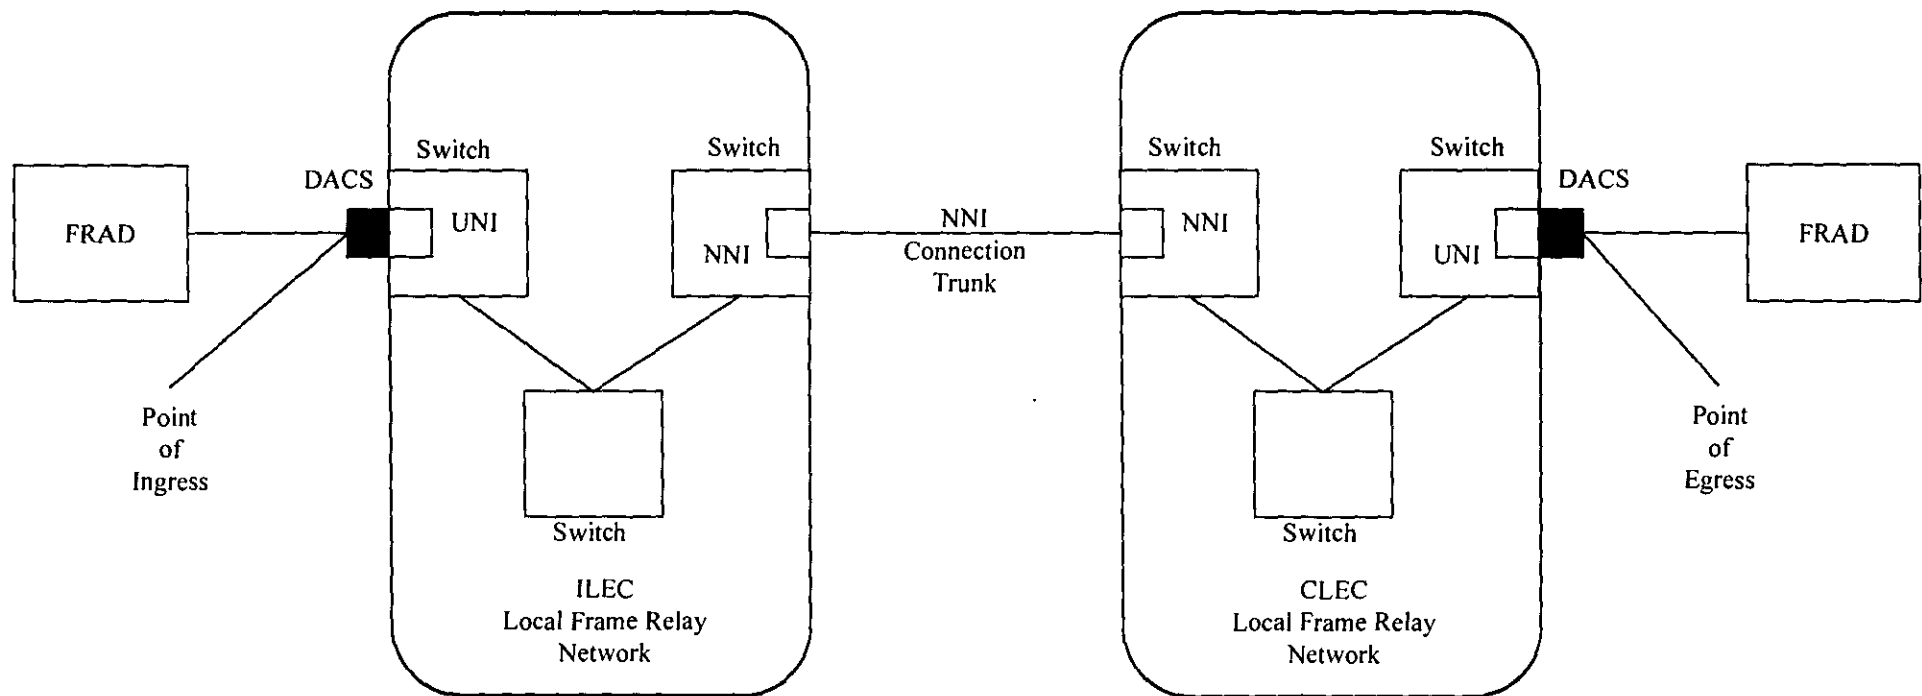 FRAD
DACS
Switch
UNI
Switch
NNI
Switch
ILEC
Local Frame Relay
Network
Point
of
Ingress
NNI
Connection
Trunk
Switch
NNI
Switch
UNI
Switch
CLEC
Local Frame Relay
Network
DACS
FRAD
Point
of
Egress